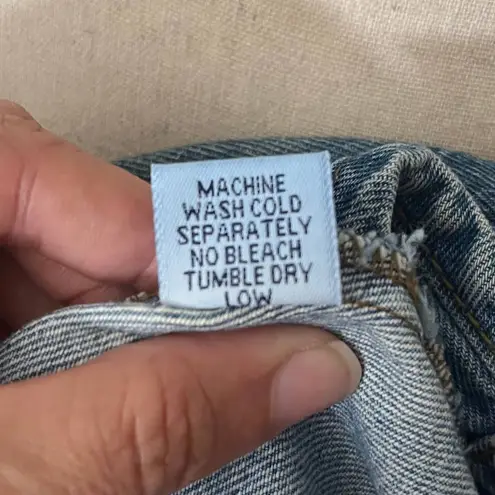 MACHINE
WASH COLD
SEPARATELY
NO BLEACH
TUMBLE DRY
LOW